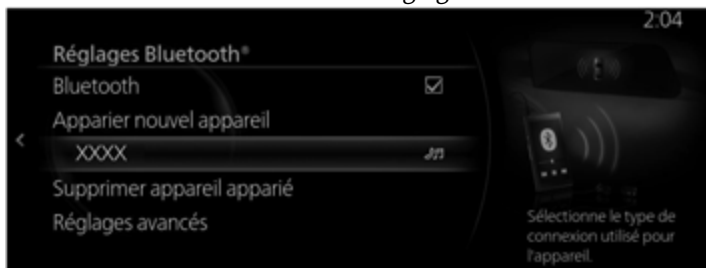 2:04
Réglages Bluetooth®
Bluetooth
Apparier nouvel appareil
XXXX
Supprimer appareil apparié
Réglages avancés
Sélectionne le type de
connexion utilisé pour
l'appareil.